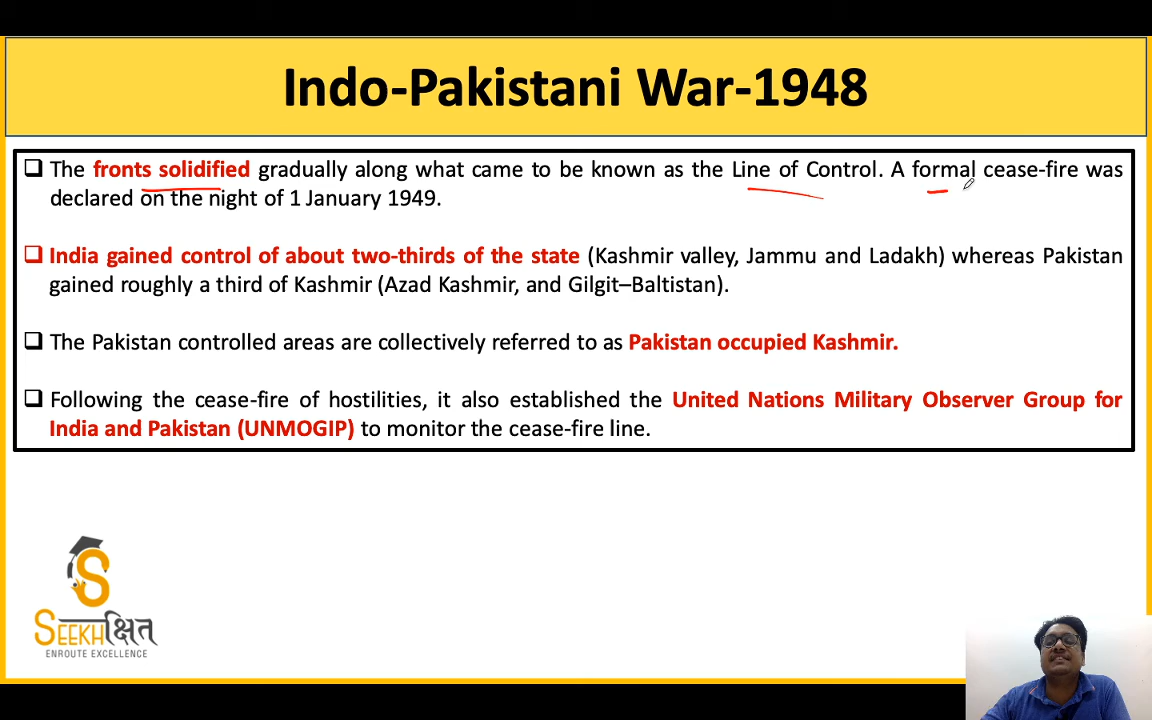 Indo-Pakistani War-1948
❑ The fronts solidified gradually along what came to be known as the Line of Control. A formal cease-fire was
declared on the night of 1 January 1949.
❑ India gained control of about two-thirds of the state (Kashmir valley, Jammu and Ladakh) whereas Pakistan
gained roughly a third of Kashmir (Azad Kashmir, and Gilgit–Baltistan).
❑ The Pakistan controlled areas are collectively referred to as Pakistan occupied Kashmir.
❑ Following the cease-fire of hostilities, it also established the United Nations Military Observer Group for
India and Pakistan (UNMOGIP) to monitor the cease-fire line.
S
SEEKHक्षित
ENROUTE EXCELLENCE